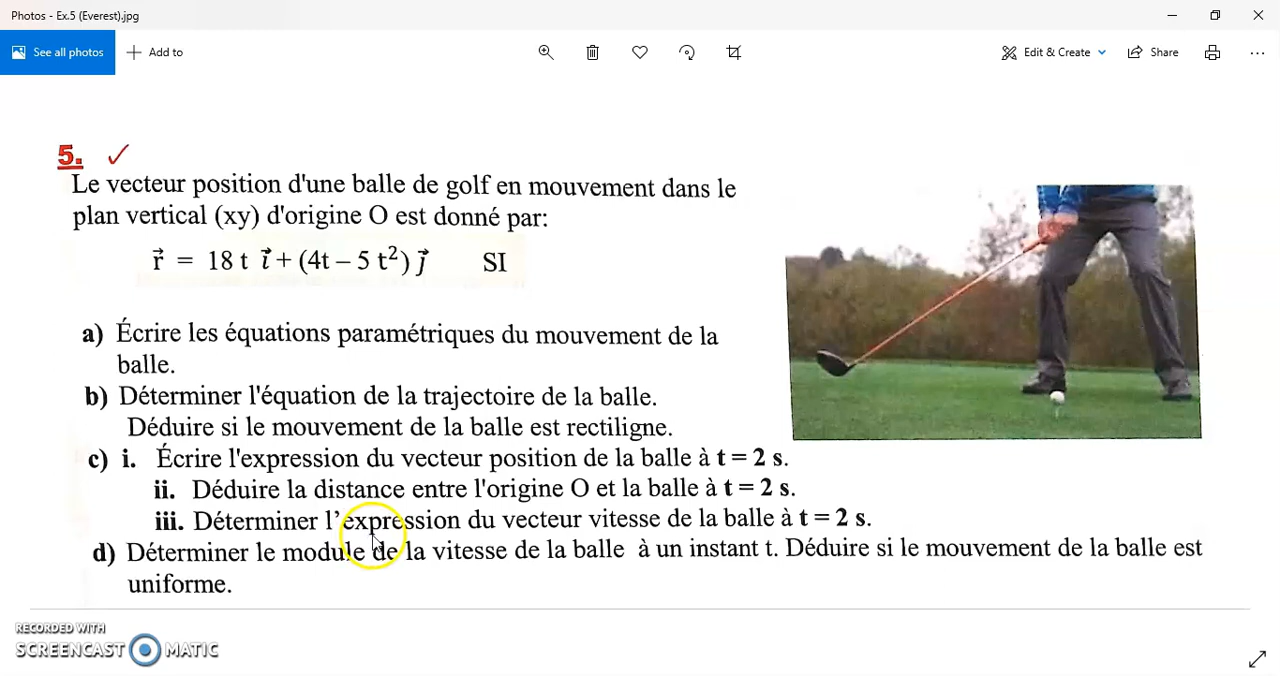 Photos - Ex.5 (Everest).jpg
See all photos
Add to
Edit & Create
Share
5. ✓
Le vecteur position d'une balle de golf en mouvement dans le
plan vertical (xy) d'origine O est donné par:
r⃗ = 18 t i⃗ + (4t – 5 t²) j⃗ SI
a) Écrire les équations paramétriques du mouvement de la
balle.
b) Déterminer l'équation de la trajectoire de la balle.
Déduire si le mouvement de la balle est rectiligne.
c) i. Écrire l'expression du vecteur position de la balle à t = 2 s.
ii. Déduire la distance entre l'origine O et la balle à t = 2 s.
iii. Déterminer l’expression du vecteur vitesse de la balle à t = 2 s.
d) Déterminer le module de la vitesse de la balle à un instant t. Déduire si le mouvement de la balle est
uniforme.
RECORDED WITH
SCREENCAST MATIC